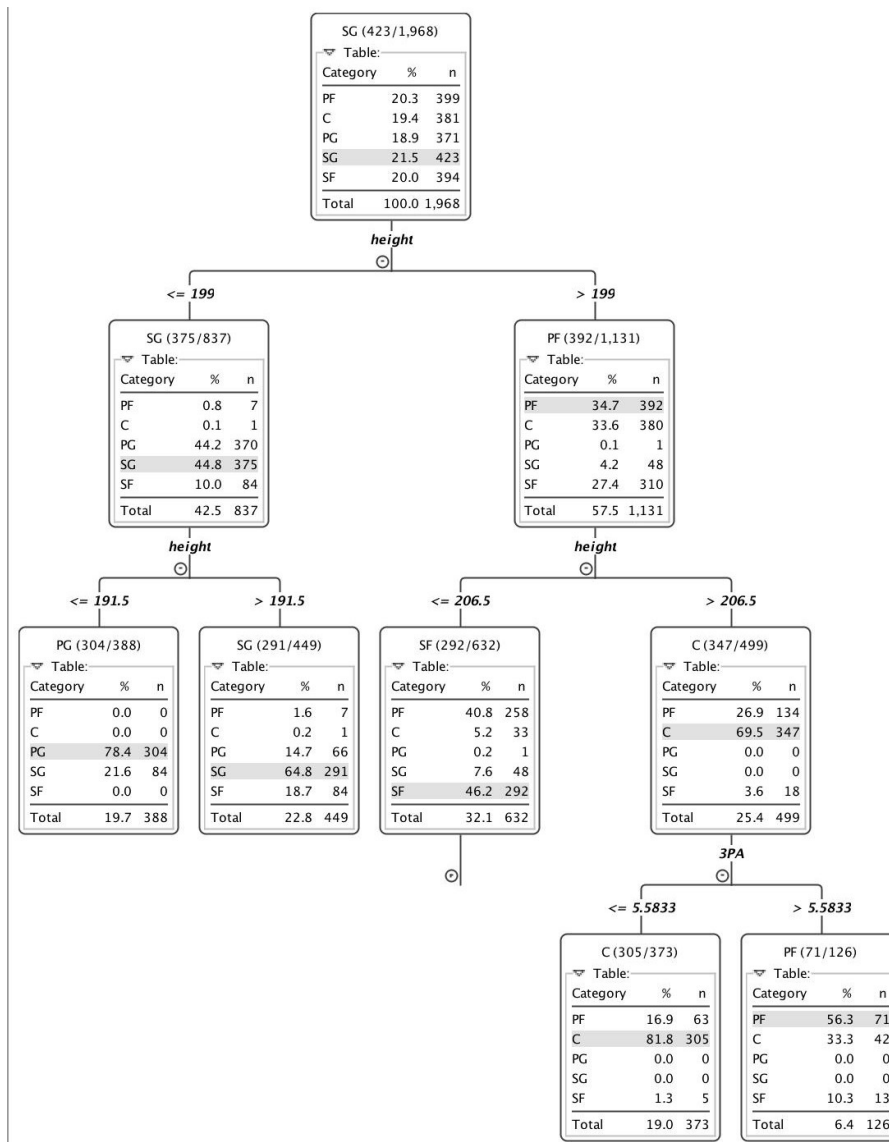 SG (423/1,968)
Table:
Category % n
PF 20.3 399
C 19.4 381
PG 18.9 371
SG 21.5 423
SF 20.0 394
Total 100.0 1,968
height
<= 199
> 199
SG (375/837)
Table:
Category % n
PF 0.8 7
C 0.1 1
PG 44.2 370
SG 44.8 375
SF 10.0 84
Total 42.5 837
height
PF (392/1,131)
Table:
Category % n
PF 34.7 392
C 33.6 380
PG 0.1 1
SG 4.2 48
SF 27.4 310
Total 57.5 1,131
height
<= 191.5
> 191.5
<= 206.5
> 206.5
PG (304/388)
Table:
Category % n
PF 0.0 0
C 0.0 0
PG 78.4 304
SG 21.6 84
SF 0.0 0
Total 19.7 388
SG (291/449)
Table:
Category % n
PF 1.6 7
C 0.2 1
PG 14.7 66
SG 64.8 291
SF 18.7 84
Total 22.8 449
SF (292/632)
Table:
Category % n
PF 40.8 258
C 5.2 33
PG 0.2 1
SG 7.6 48
SF 46.2 292
Total 32.1 632
C (347/499)
Table:
Category % n
PF 26.9 134
C 69.5 347
PG 0.0 0
SG 0.0 0
SF 3.6 18
Total 25.4 499
3PA
<= 5.5833
> 5.5833
C (305/373)
Table:
Category % n
PF 16.9 63
C 81.8 305
PG 0.0 0
SG 0.0 0
SF 1.3 5
Total 19.0 373
PF (71/126)
Table:
Category % n
PF 56.3 71
C 33.3 42
PG 0.0 0
SG 0.0 0
SF 10.3 13
Total 6.4 126